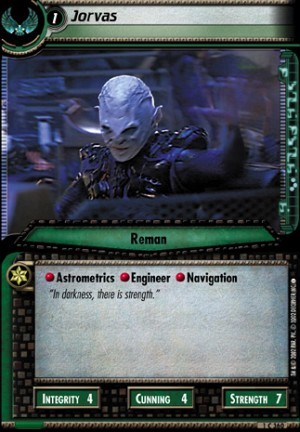 1 Jorvas
Reman
Astrometrics Engineer Navigation
"In darkness, there is strength."
INTEGRITY 4 CUNNING 4 STRENGTH 7